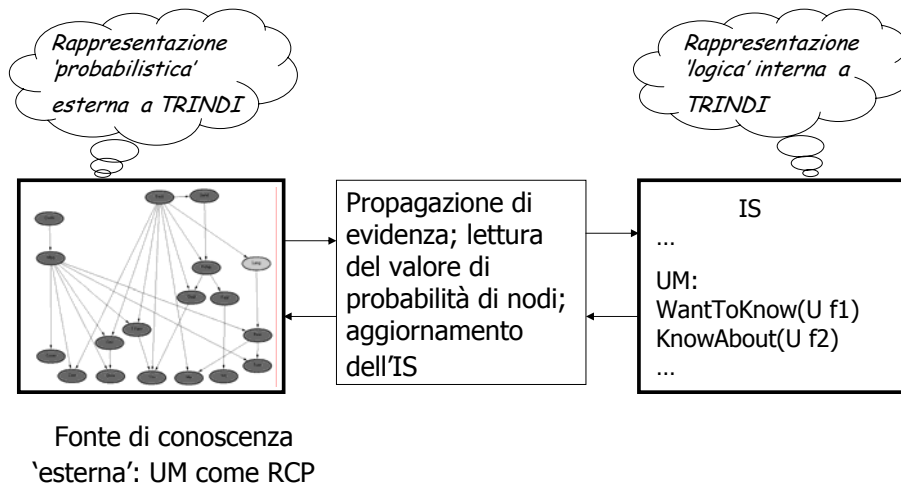 Rappresentazione
'probabilistica'
esterna a TRINDI
Rappresentazione
'logica' interna a
TRINDI
Propagazione di
evidenza; lettura
del valore di
probabilità di nodi;
aggiornamento
dell'IS
IS
...
UM:
WantToKnow(U f1)
KnowAbout(U f2)
...
Fonte di conoscenza
'esterna': UM come RCP